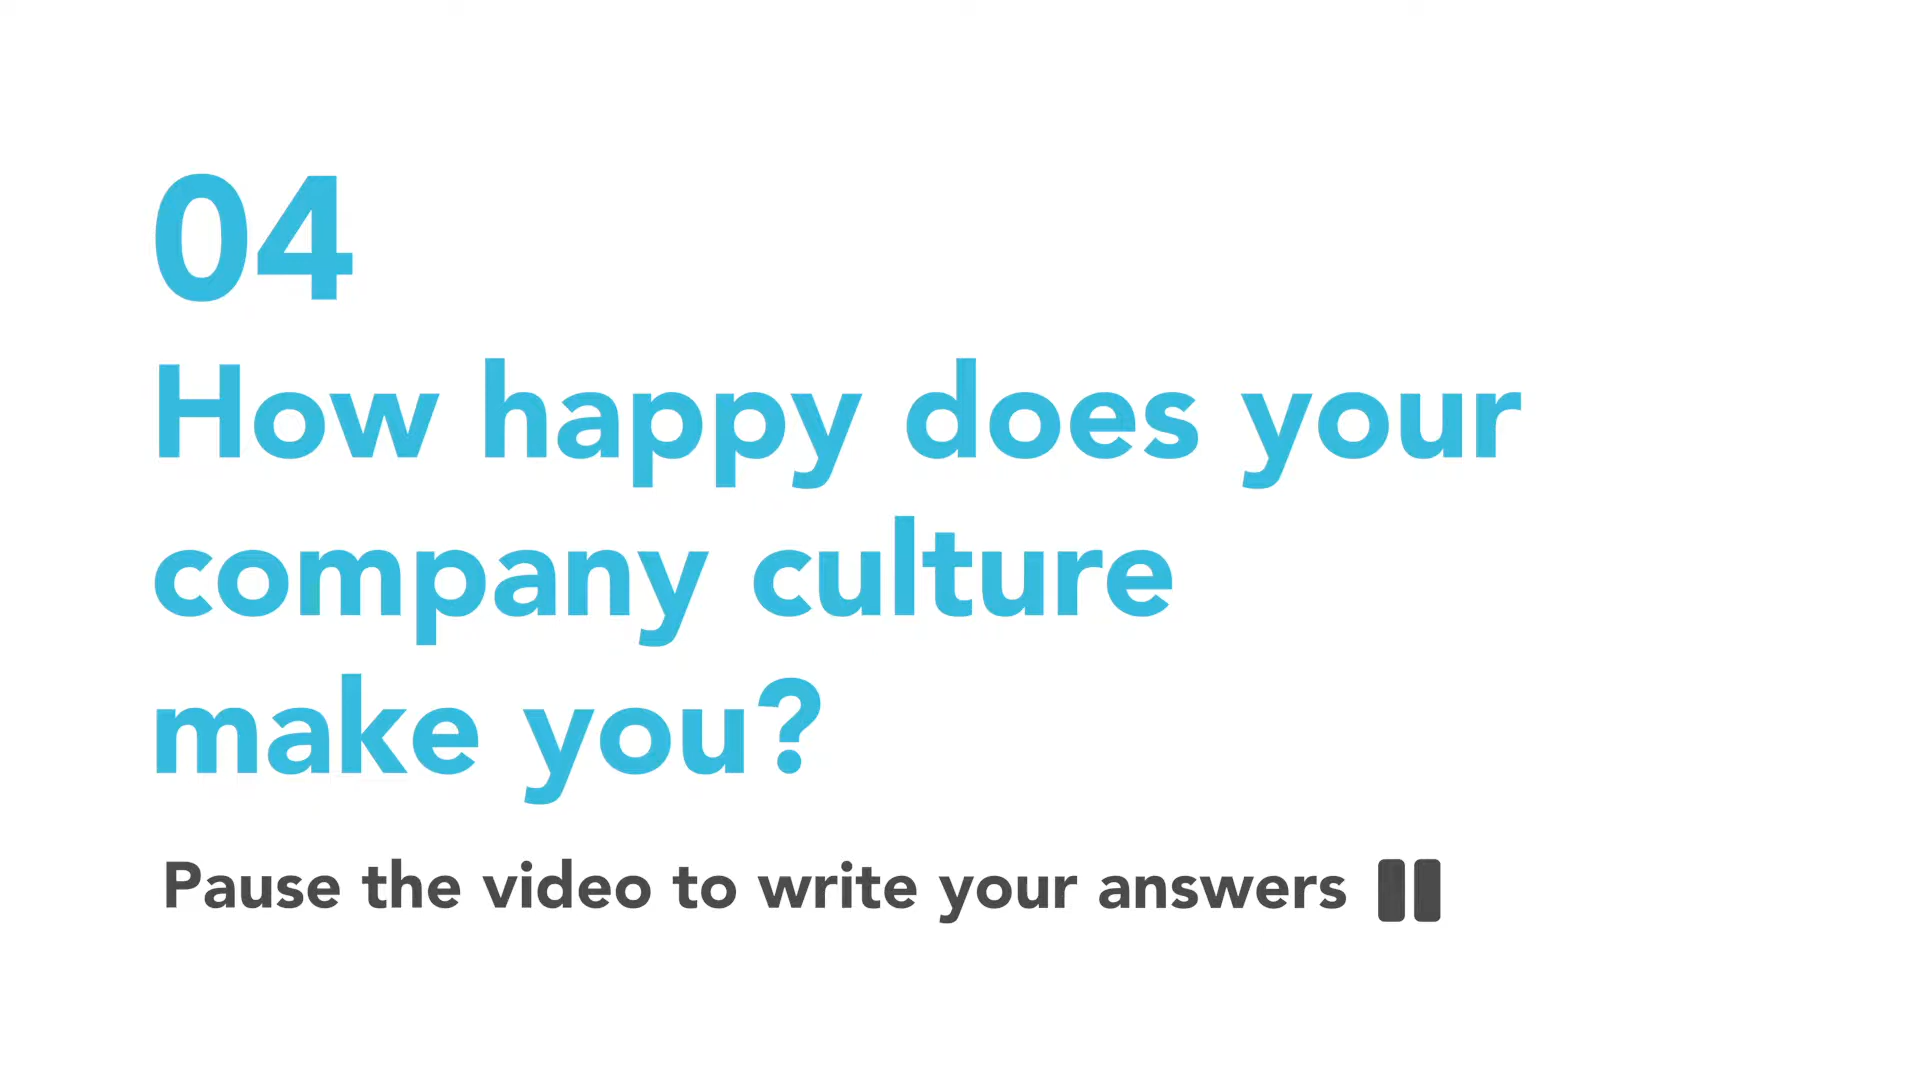 04
How happy does your
company culture
make you?
Pause the video to write your answers